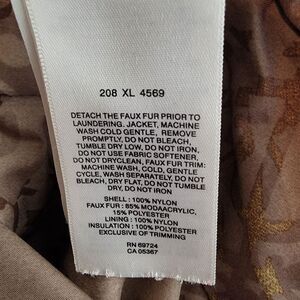 208 XL 4569
DETACH THE FAUX FUR PRIOR TO
LAUNDERING. JACKET, MACHINE
WASH COLD GENTLE, REMOVE
PROMPTLY, DO NOT BLEACH,
TUMBLE DRY LOW, DO NOT IRON,
DO NOT USE FABRIC SOFTENER,
DO NOT DRYCLEAN, FAUX FUR TRIM:
MACHINE WASH, COLD, GENTLE
CYCLE, WASH SEPARATELY, DO NOT
BLEACH, DRY FLAT, DO NOT TUMBLE
DRY, DO NOT IRON
SHELL : 100% NYLON
FAUX FUR : 85% MODAACRYLIC,
15% POLYESTER
LINING : 100% NYLON
INSULATION : 100% POLYESTER
EXCLUSIVE OF TRIMMING
RN 69724
CA 05367